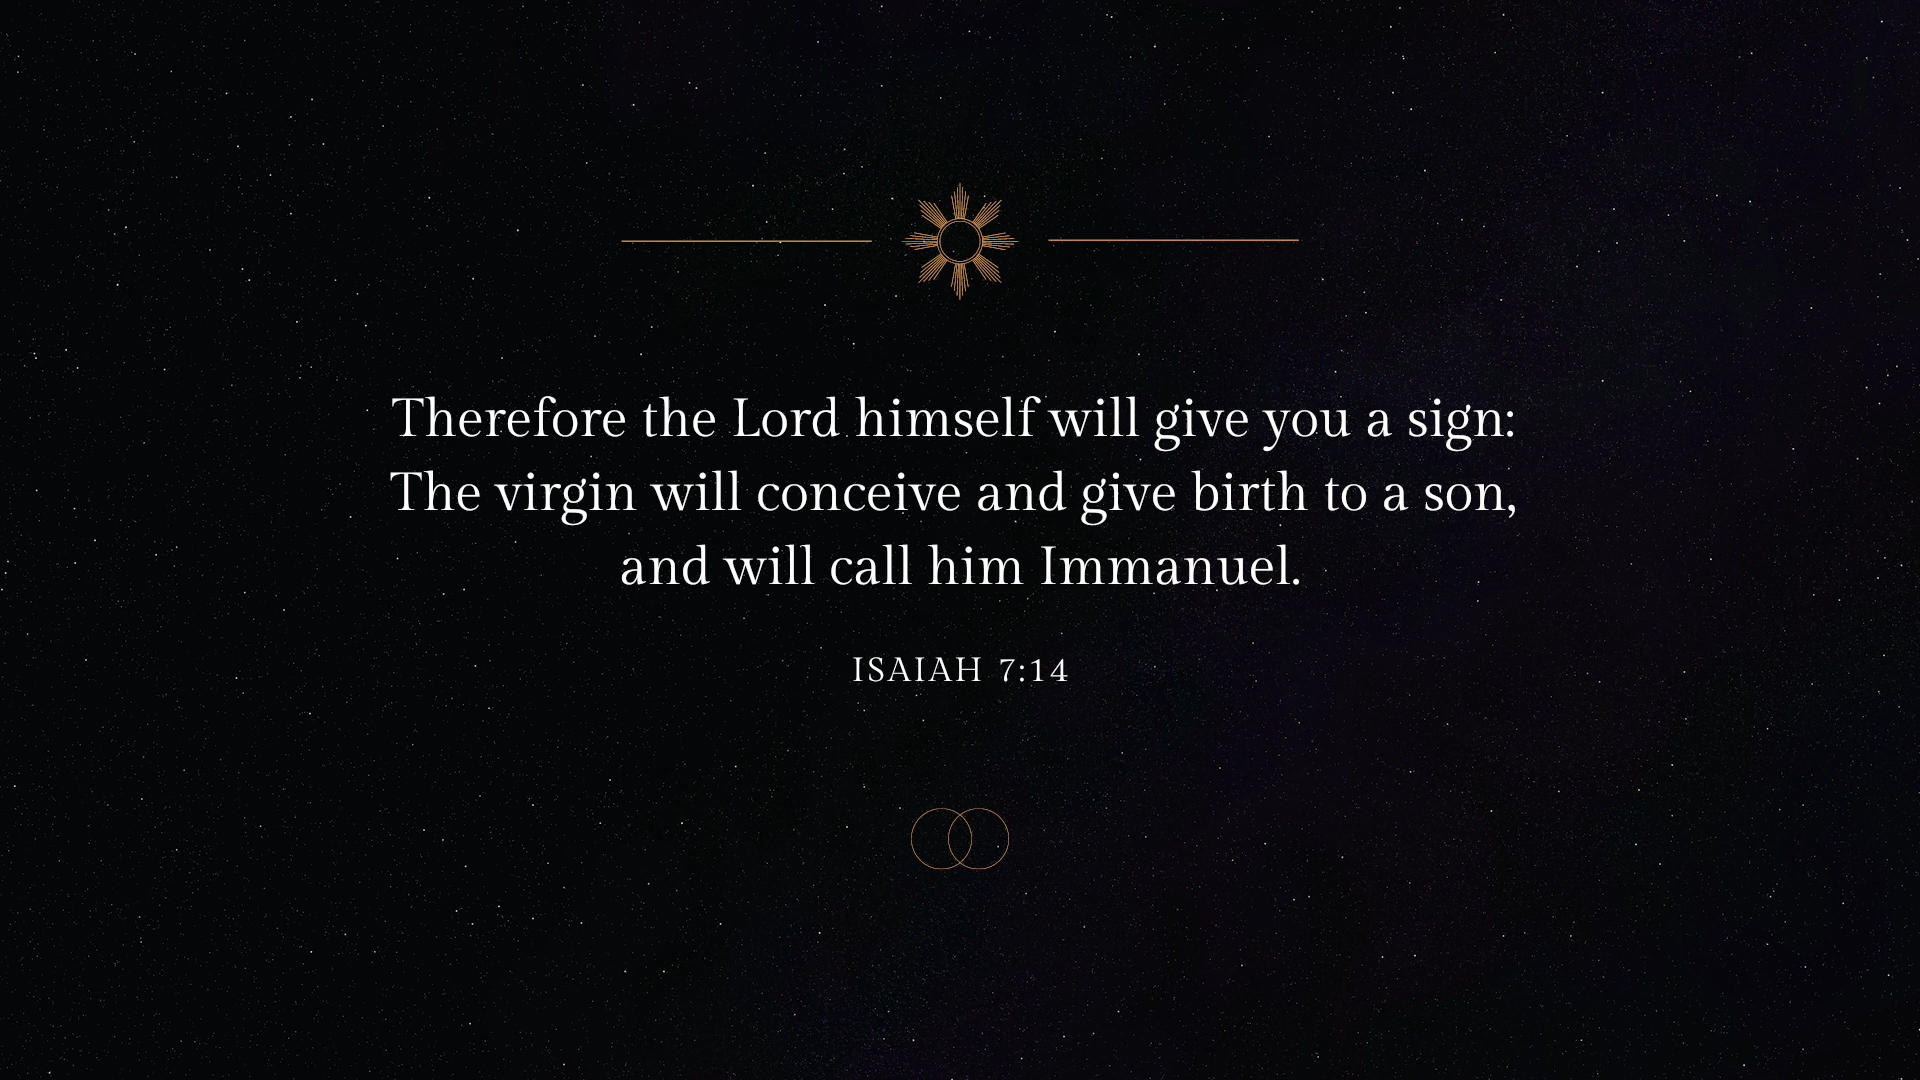 Therefore the Lord himself will give you a sign:
The virgin will conceive and give birth to a son,
and will call him Immanuel.
ISAIAH 7:14